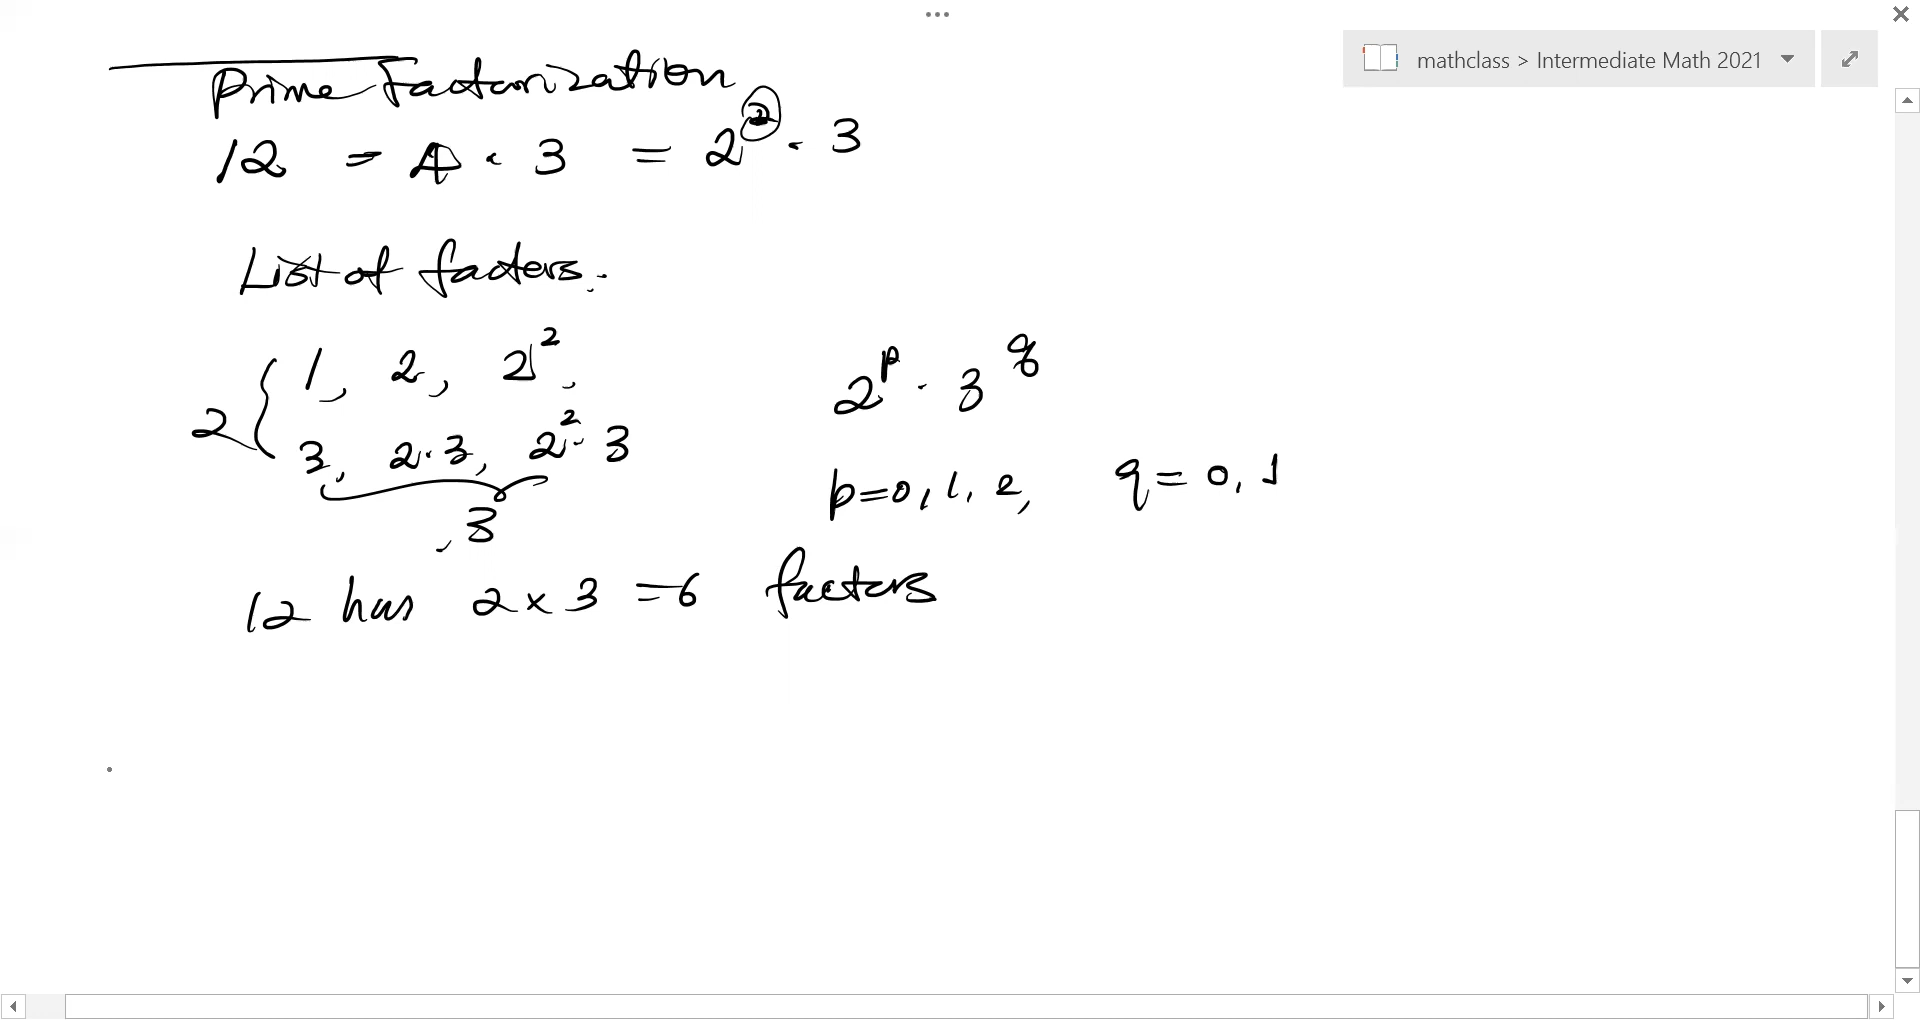 mathclass > Intermediate Math 2021
Prime Factorization
12 = 4 · 3 = 2² · 3
List of factors.
1, 2, 2²,
2 { 3, 2·3, 2²·3
3
2ᵖ · 3 ᑫ
p=0, 1, 2, q= 0, 1
12 has 2 × 3 = 6 factors